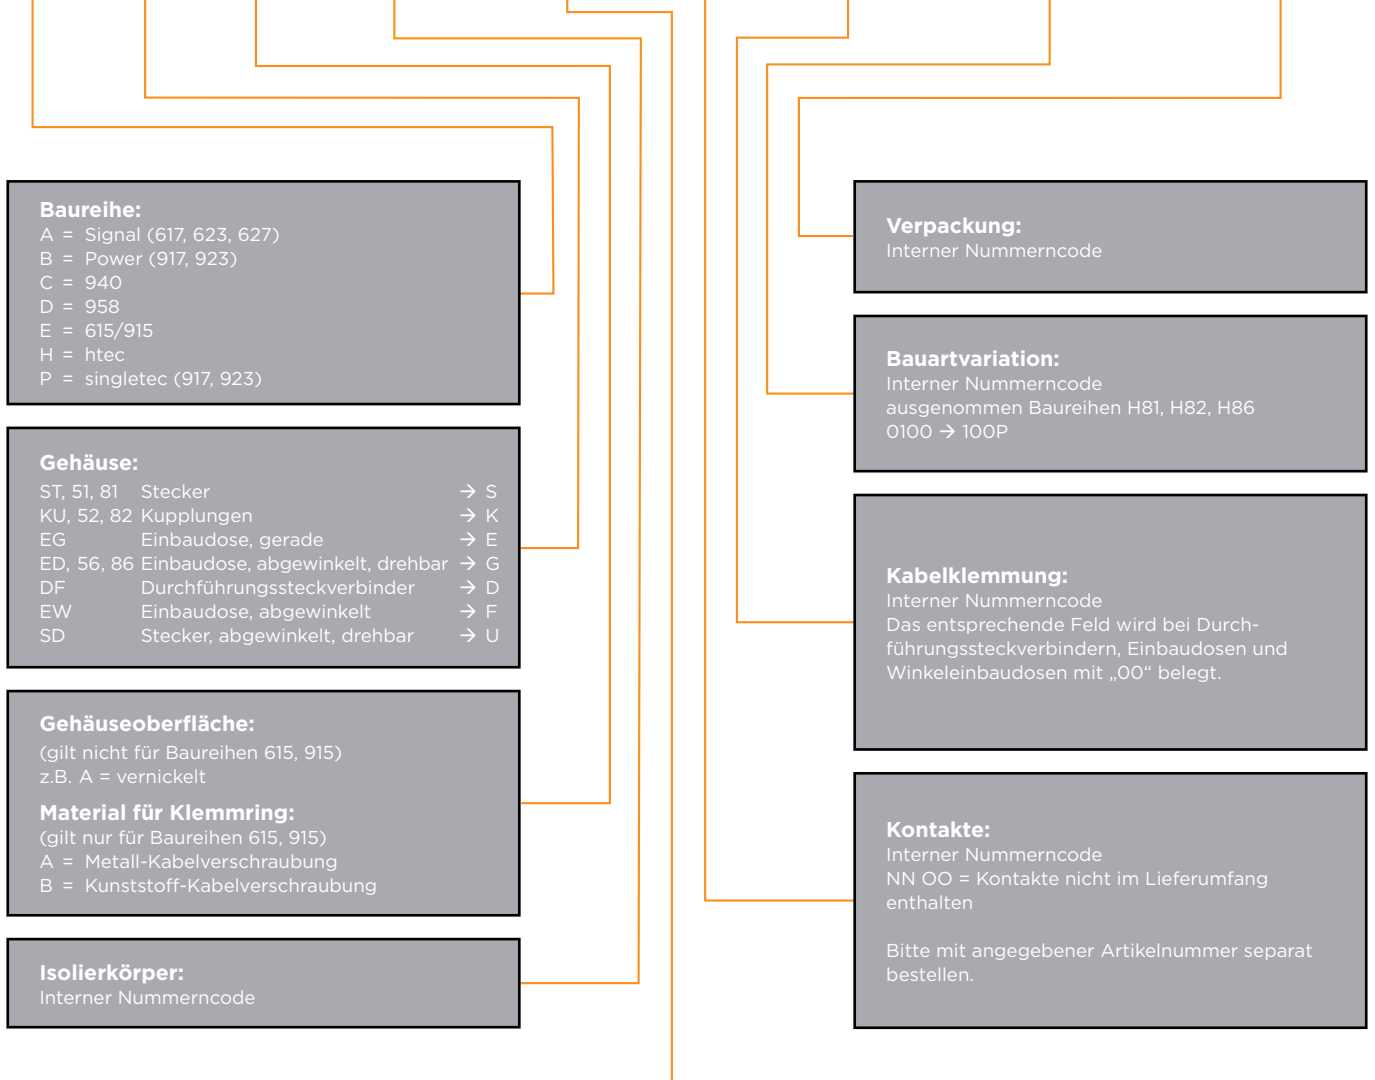 Baureihe:
A = Signal (617, 623, 627)
B = Power (917, 923)
C = 940
D = 958
E = 615/915
H = htec
P = singletec (917, 923)
Gehäuse:
ST, 51, 81 Stecker → S
KU, 52, 82 Kupplungen → K
EG Einbaudose, gerade → E
ED, 56, 86 Einbaudose, abgewinkelt, drehbar → G
DF Durchführungssteckverbinder → D
EW Einbaudose, abgewinkelt → F
SD Stecker, abgewinkelt, drehbar → U
Gehäuseoberfläche:
(gilt nicht für Baureihen 615, 915)
z.B. A = vernickelt
Material für Klemmring:
(gilt nur für Baureihen 615, 915)
A = Metall-Kabelverschraubung
B = Kunststoff-Kabelverschraubung
Isolierkörper:
Interner Nummerncode
Verpackung:
Interner Nummerncode
Bauartvariation:
Interner Nummerncode
ausgenommen Baureihen H81, H82, H86
0100 → 100P
Kabelklemmung:
Interner Nummerncode
Das entsprechende Feld wird bei Durch-
führungssteckverbindern, Einbaudosen und
Winkeleinbaudosen mit „00“ belegt.
Kontakte:
Interner Nummerncode
NN OO = Kontakte nicht im Lieferumfang
enthalten
Bitte mit angegebener Artikelnummer separat
bestellen.